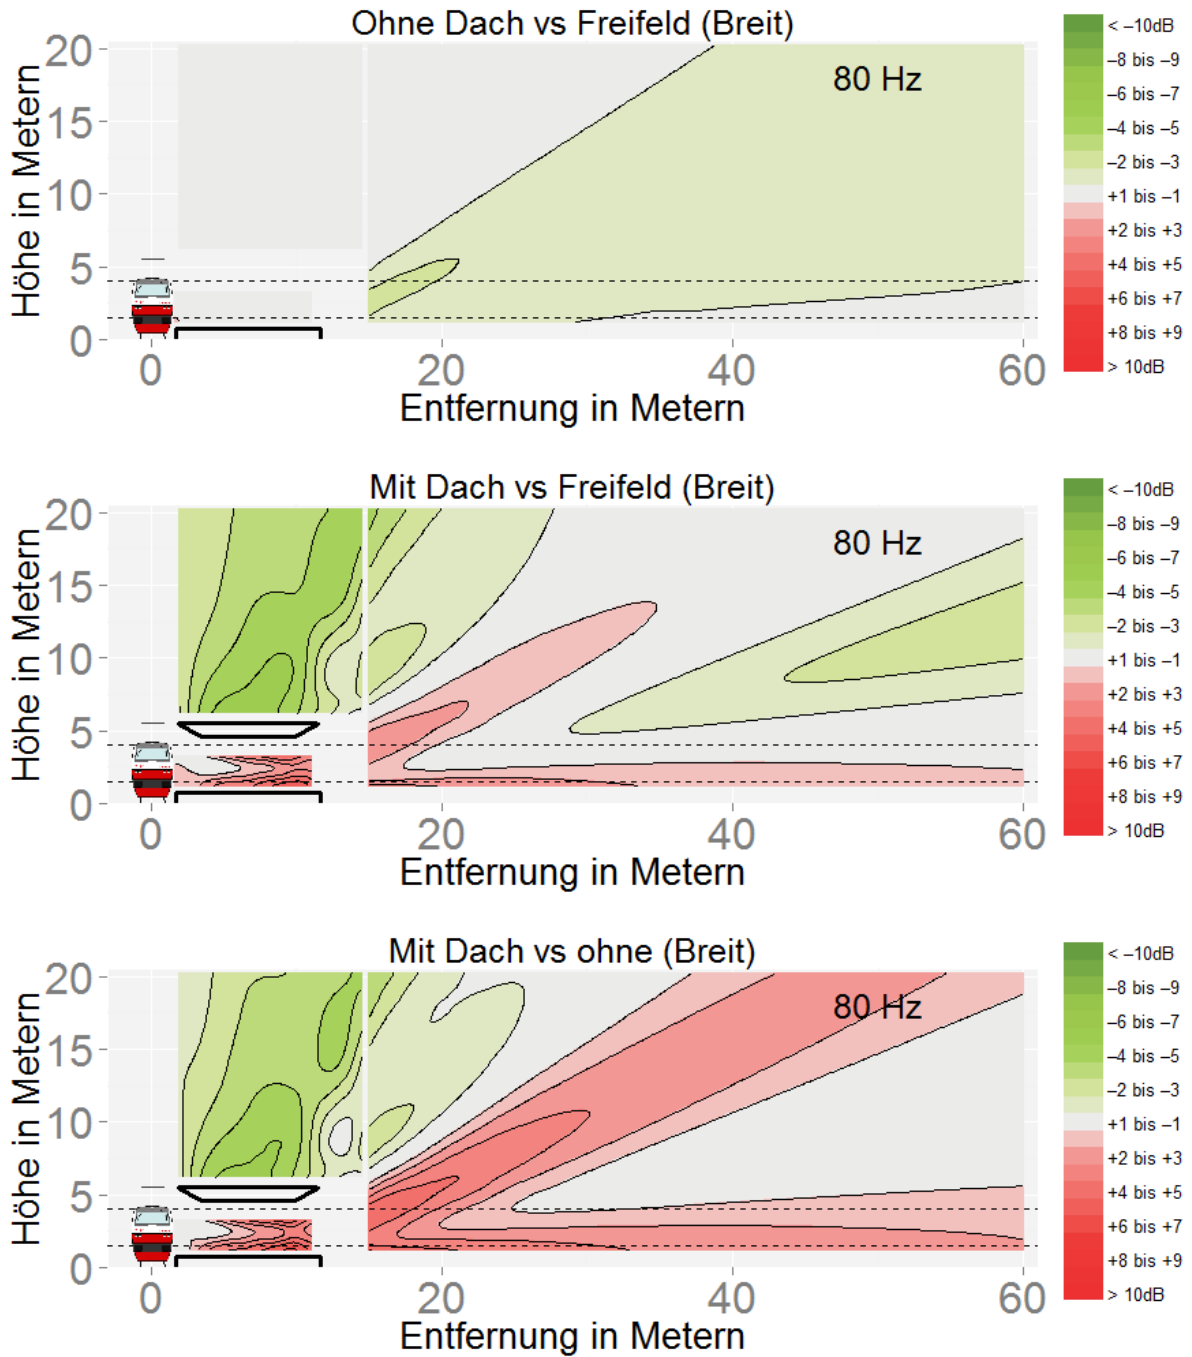 Ohne Dach vs Freifeld (Breit)
80 Hz
Höhe in Metern
20
15
10
5
0
0 20 40 60
Entfernung in Metern
< –10dB
–8 bis –9
–6 bis –7
–4 bis –5
–2 bis –3
+1 bis –1
+2 bis +3
+4 bis +5
+6 bis +7
+8 bis +9
> 10dB
Mit Dach vs Freifeld (Breit)
80 Hz
Höhe in Metern
20
15
10
5
0
0 20 40 60
Entfernung in Metern
< –10dB
–8 bis –9
–6 bis –7
–4 bis –5
–2 bis –3
+1 bis –1
+2 bis +3
+4 bis +5
+6 bis +7
+8 bis +9
> 10dB
Mit Dach vs ohne (Breit)
80 Hz
Höhe in Metern
20
15
10
5
0
0 20 40 60
Entfernung in Metern
< –10dB
–8 bis –9
–6 bis –7
–4 bis –5
–2 bis –3
+1 bis –1
+2 bis +3
+4 bis +5
+6 bis +7
+8 bis +9
> 10dB